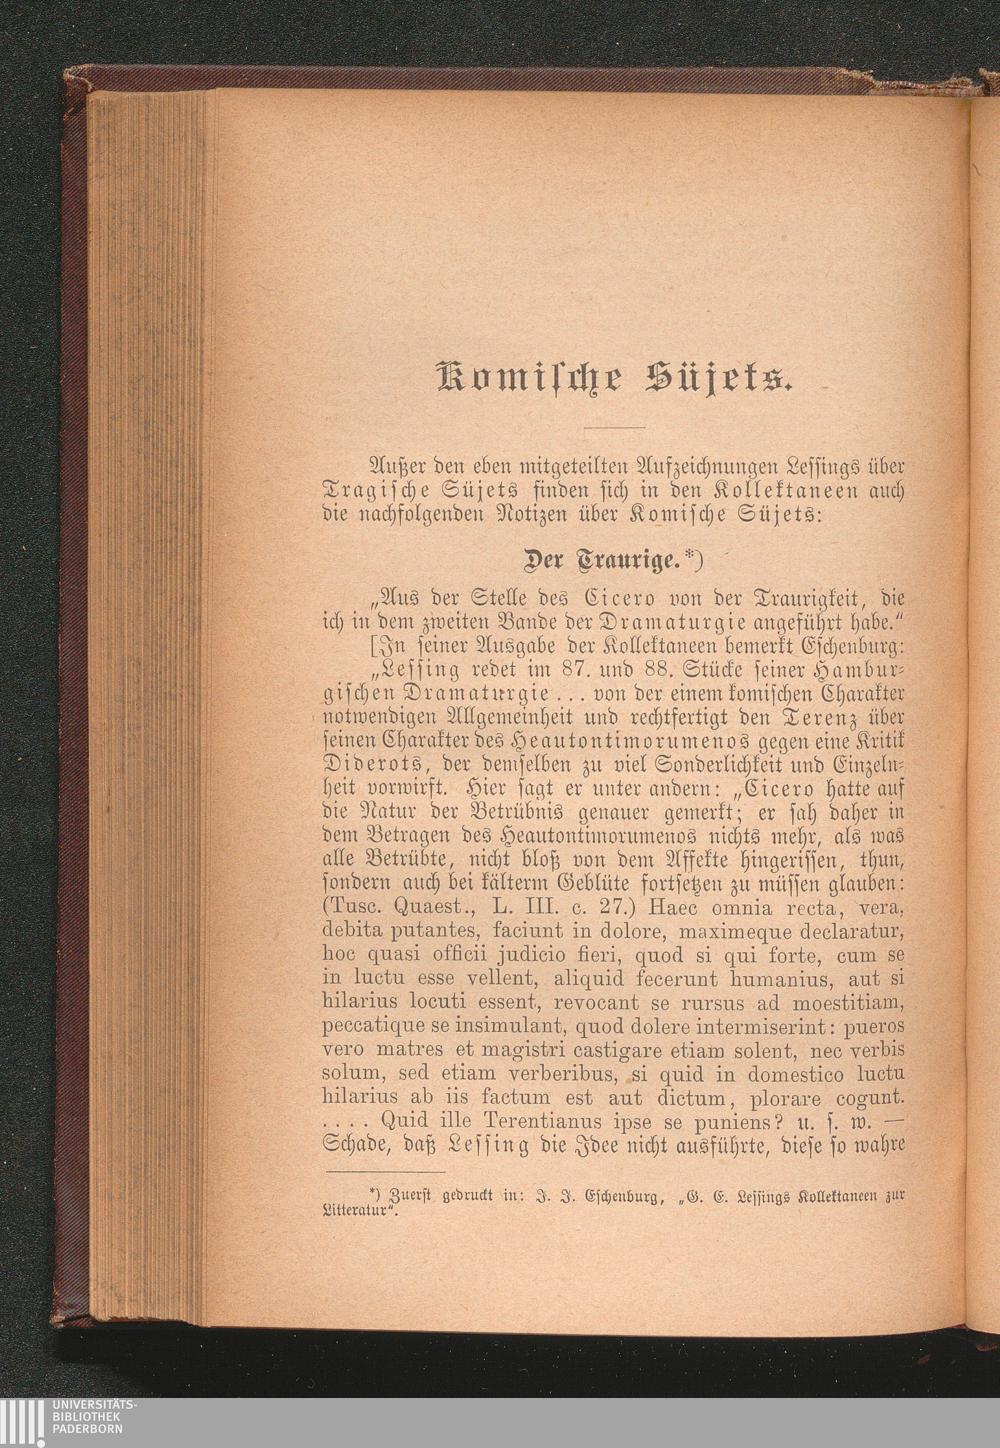 Komische Süjets.
Außer den eben mitgeteilten Aufzeichnungen Lessings über
Tragische Süjets finden sich in den Kollektaneen auch
die nachfolgenden Notizen über Komische Süjets:
Der Traurige.*)
„Aus der Stelle des Cicero von der Traurigkeit, die
ich in dem zweiten Bande der Dramaturgie angeführt habe.“
[In seiner Ausgabe der Kollektaneen bemerkt Eschenburg:
„Lessing redet im 87. und 88. Stücke seiner Hambur-
gischen Dramaturgie ... von der einem komischen Charakter
notwendigen Allgemeinheit und rechtfertigt den Terenz über
seinen Charakter des Heautontimorumenos gegen eine Kritik
Diderots, der demselben zu viel Sonderlichkeit und Einzeln-
heit vorwirft. Hier sagt er unter andern: „Cicero hatte auf
die Natur der Betrübnis genauer gemerkt; er sah daher in
dem Betragen des Heautontimorumenos nichts mehr, als was
alle Betrübte, nicht bloß von dem Affekte hingerissen, thun,
sondern auch bei kälterm Geblüte fortsetzen zu müssen glauben:
(Tusc. Quaest., L. III. c. 27.) Haec omnia recta, vera,
debita putantes, faciunt in dolore, maximeque declaratur,
hoc quasi officii judicio fieri, quod si qui forte, cum se
in luctu esse vellent, aliquid fecerunt humanius, aut si
hilarius locuti essent, revocant se rursus ad moestitiam,
peccatique se insimulant, quod dolere intermiserint: pueros
vero matres et magistri castigare etiam solent, nec verbis
solum, sed etiam verberibus, si quid in domestico luctu
hilarius ab iis factum est aut dictum, plorare cogunt.
.... Quid ille Terentianus ipse se puniens? u. s. w. —
Schade, daß Lessing die Idee nicht ausführte, diese so wahre
*) Zuerst gedruckt in: J. J. Eschenburg, „G. E. Lessings Kollektaneen zur
Litteratur“.
UNIVERSITÄTS-
BIBLIOTHEK
PADERBORN